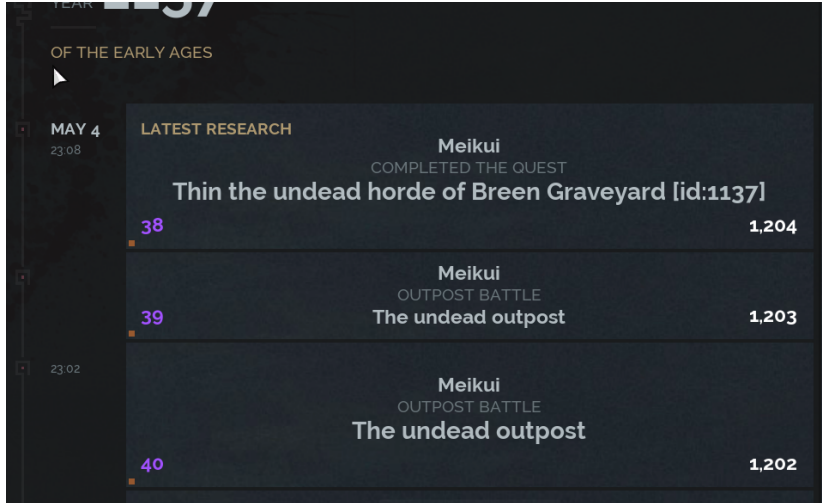 YEAR 1137
OF THE EARLY AGES
MAY 4
23:08
LATEST RESEARCH
Meikui
COMPLETED THE QUEST
Thin the undead horde of Breen Graveyard [id:1137]
38
1,204
Meikui
OUTPOST BATTLE
The undead outpost
39
1,203
23:02
Meikui
OUTPOST BATTLE
The undead outpost
40
1,202